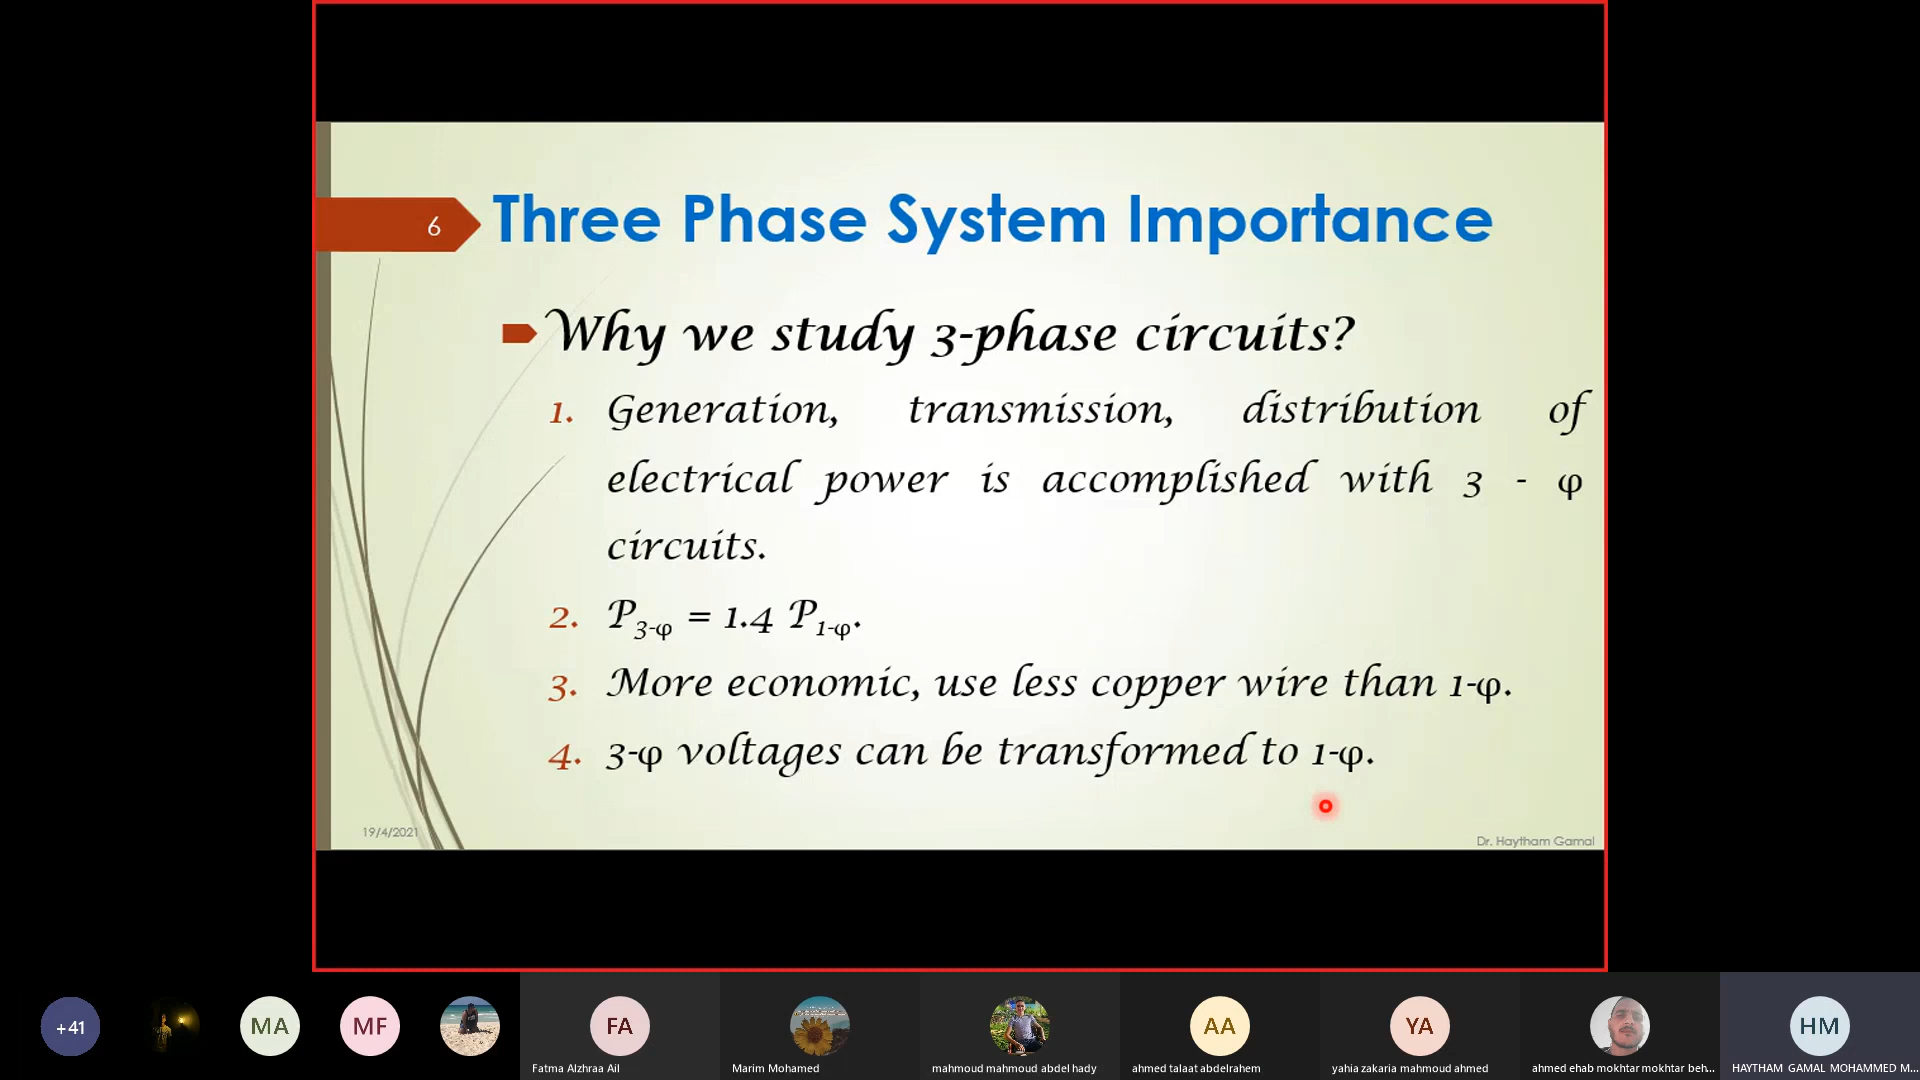 6
Three Phase System Importance
Why we study 3-phase circuits?
1. Generation, transmission, distribution of
electrical power is accomplished with 3 - φ
circuits.
2. P3-φ = 1.4 P1-φ.
3. More economic, use less copper wire than 1-φ.
4. 3-φ voltages can be transformed to 1-φ.
19/4/2021
Dr. Haytham Gamal
+41
MA
MF
FA
AA
YA
HM
Fatma Alzhraa Ail
Marim Mohamed
mahmoud mahmoud abdel hady
ahmed talaat abdelrahem
yahia zakaria mahmoud ahmed
ahmed ehab mokhtar mokhtar beh...
HAYTHAM GAMAL MOHAMMED M...